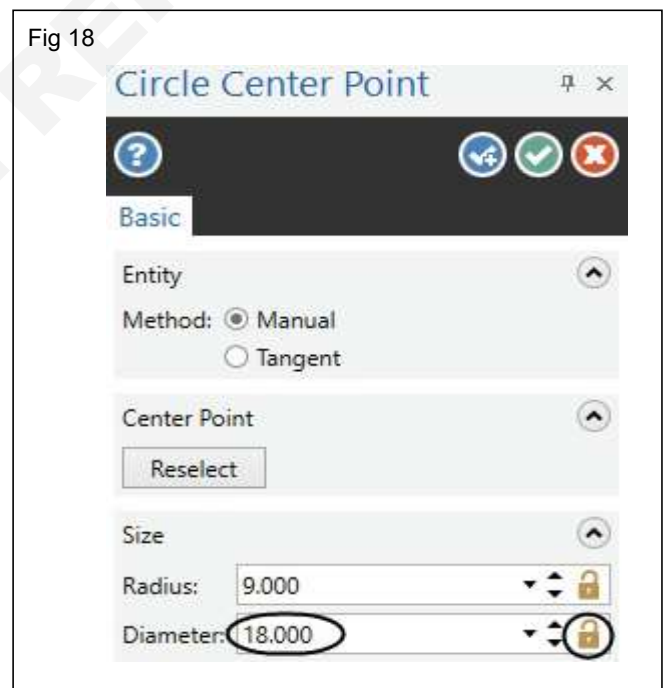 Fig 18
Circle Center Point
Basic
Entity
Method: Manual
Tangent
Center Point
Reselect
Size
Radius: 9.000
Diameter: 18.000